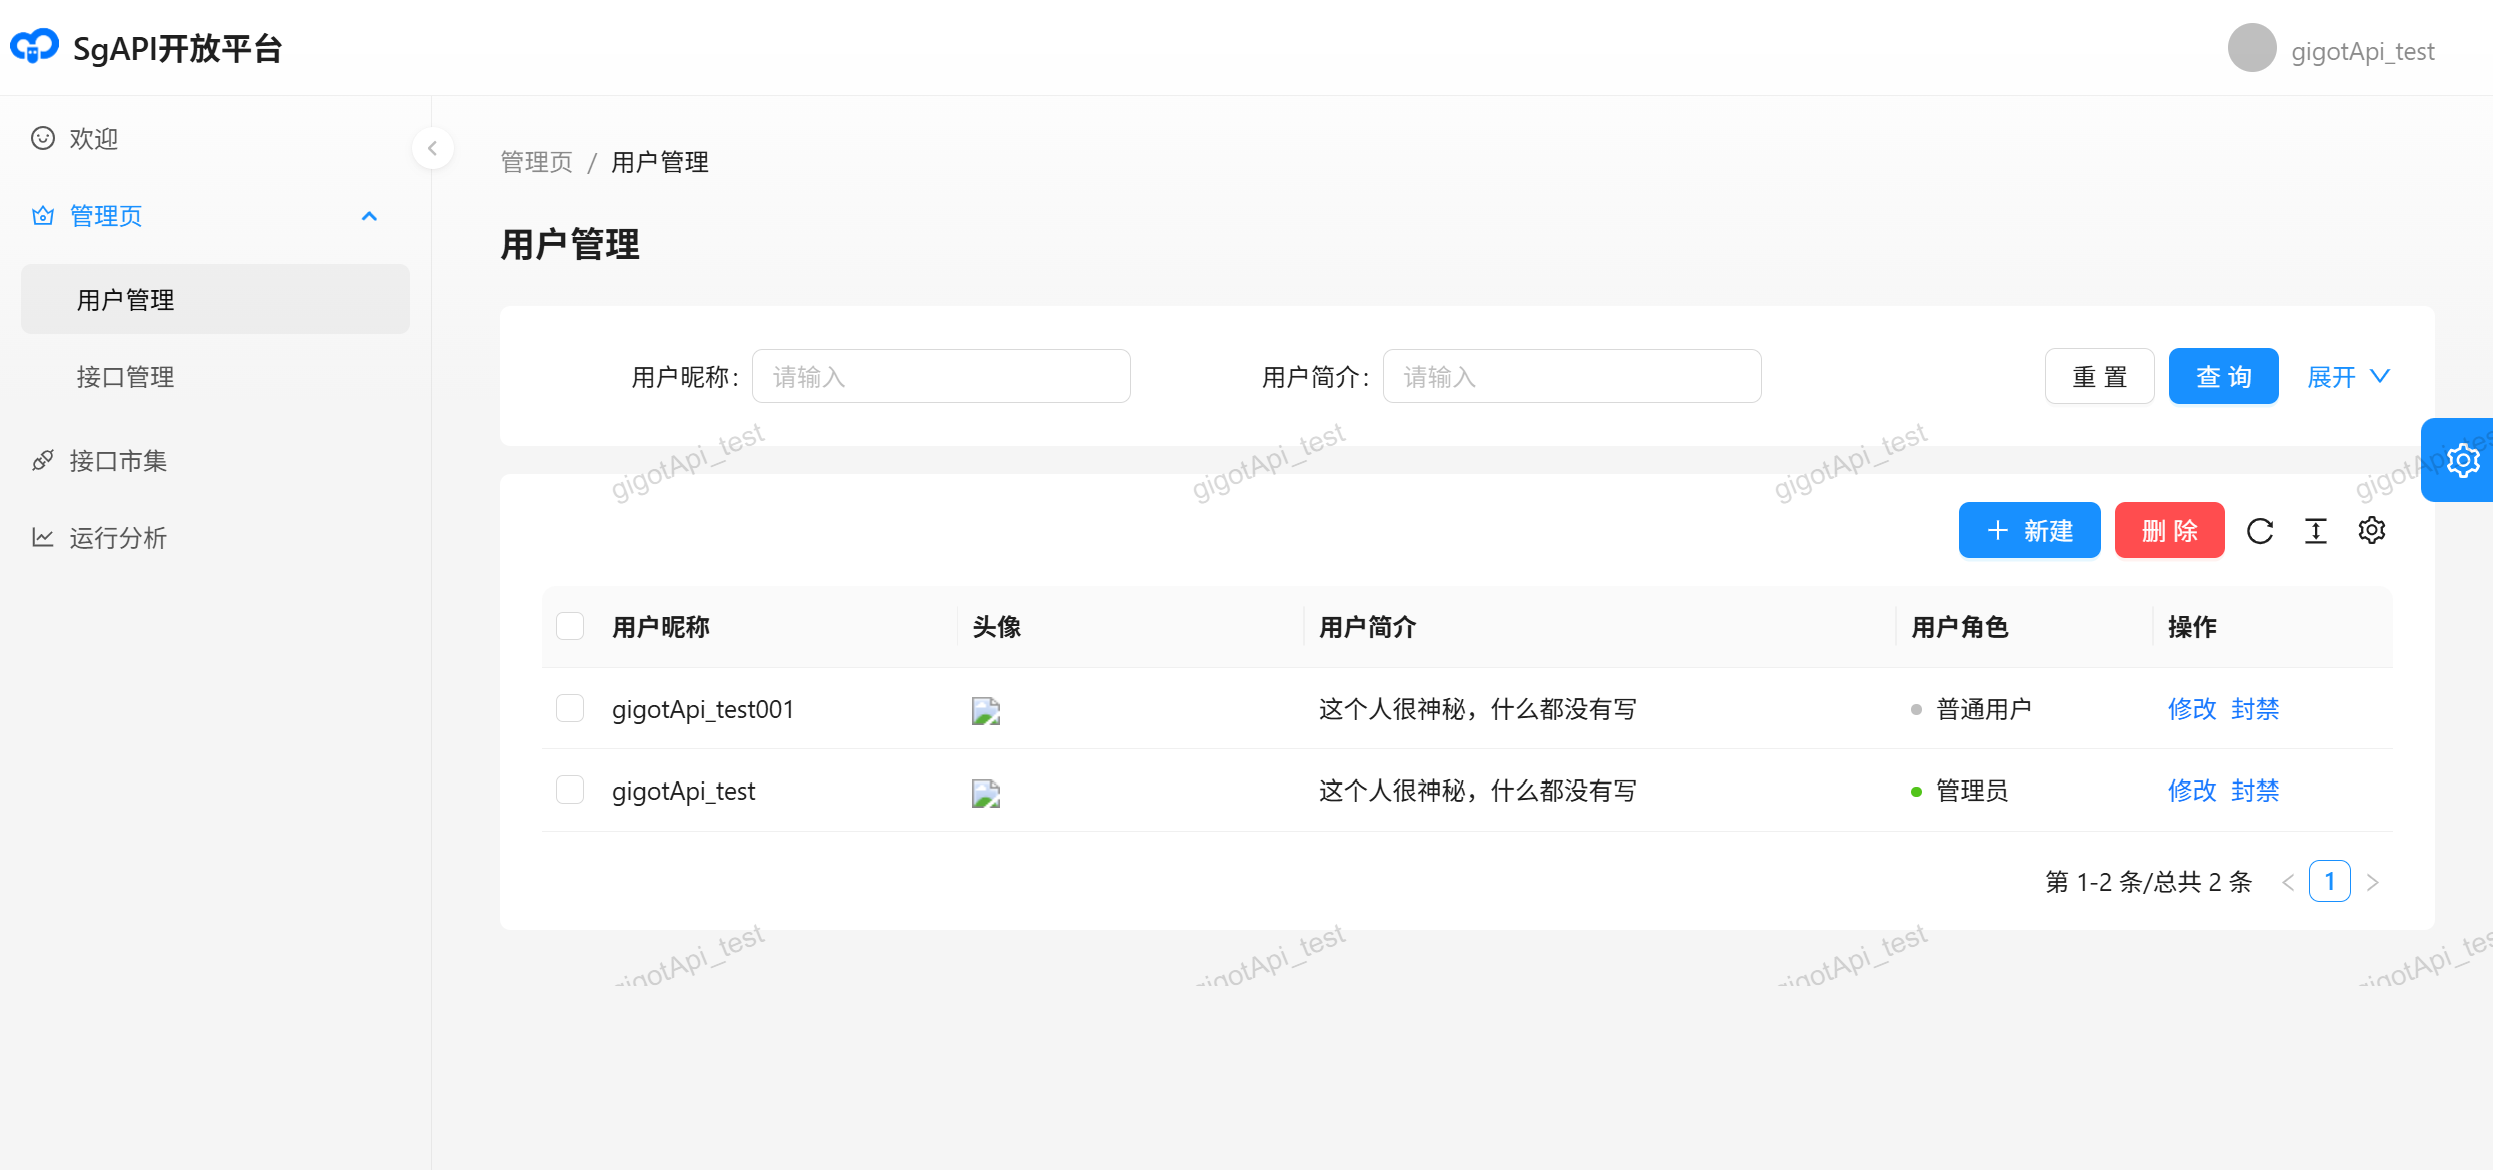 SgAPI开放平台
gigotApi_test
欢迎
管理页
用户管理
接口管理
接口市集
运行分析
管理页 / 用户管理
用户管理
用户昵称: 请输入 用户简介: 请输入 重 置 查 询 展开
gigotApi_test gigotApi_test gigotApi_test gigotA
新建 删 除
用户昵称 头像 用户简介 用户角色 操作
gigotApi_test001 这个人很神秘，什么都没有写 普通用户 修改 封禁
gigotApi_test 这个人很神秘，什么都没有写 管理员 修改 封禁
第 1-2 条/总共 2 条 1
gigotApi_test gigotApi_test gigotApi_test gigotApi_tes